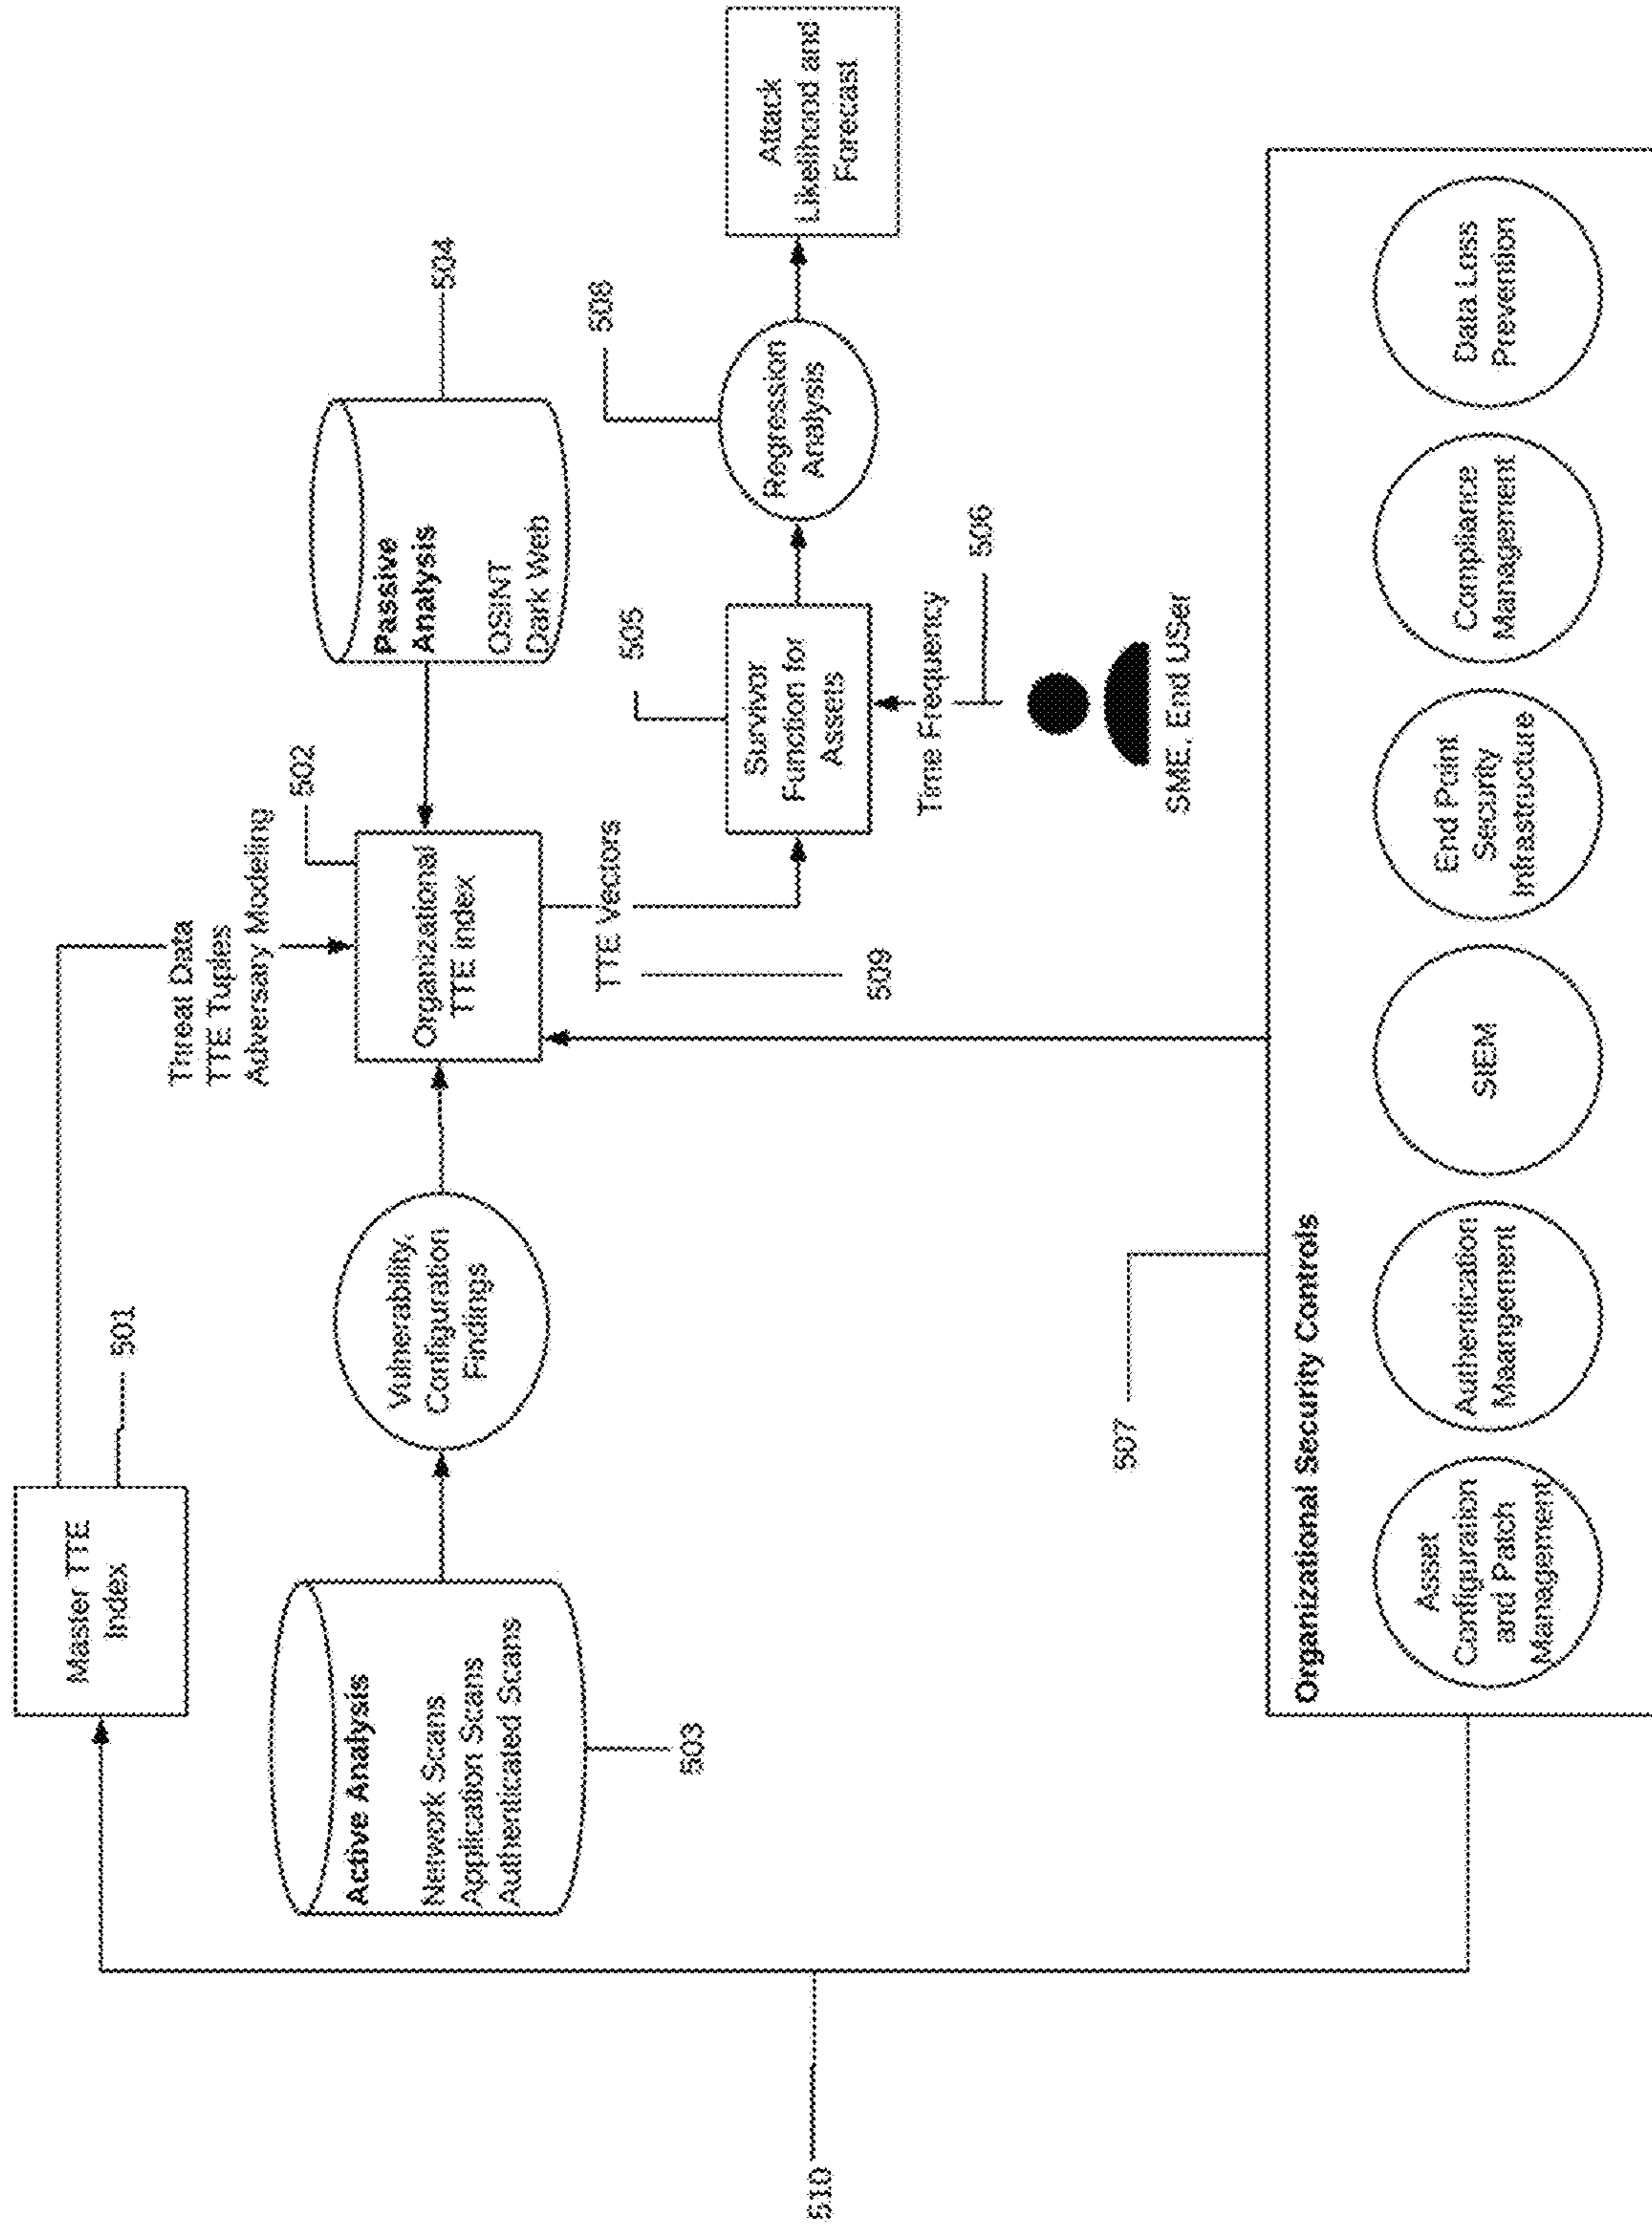 Master TTE
Index
501
Threat Data
TTE Tuples
Adversary Modeling
502
Active Analysis
Network Scans
Application Scans
Authenticated Scans
503
Vulnerability,
Configuration
Findings
Organizational
TTE Index
Passive
Analysis
OSINT
Dark Web
504
TTE Vectors
509
505
Survivor
Function for
Assets
508
Regression
Analysis
Attack
Likelihood and
Forecast
Time Frequency
506
SME, End USer
510
507
Organizational Security Controls
Asset
Configuration
and Patch
Management
Authentication
Maangement
SIEM
End Point
Security
Infrastructure
Compliance
Management
Data Loss
Prevention